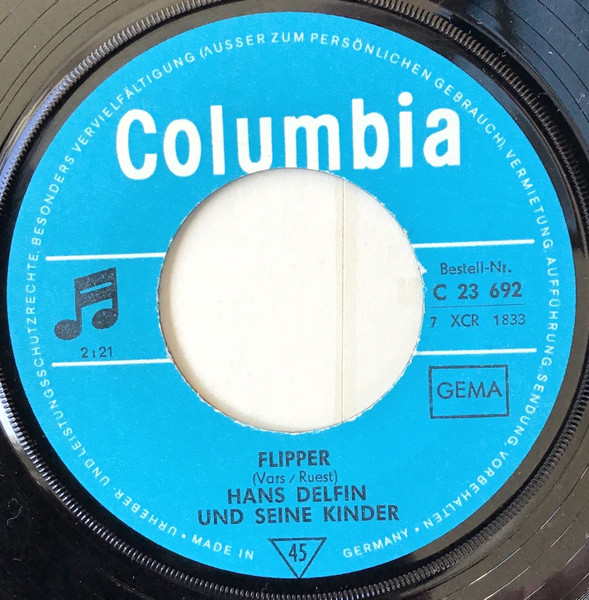 URHEBER- UND LEISTUNGSSCHUTZRECHTE, BESONDERS VERVIELFÄLTIGUNG (AUSSER ZUM PERSÖNLICHEN GEBRAUCH), VERMIETUNG, AUFFÜHRUNG, SENDUNG VORBEHALTEN •
Columbia
Bestell-Nr.
C 23 692
7 XCR 1833
2:21
GEMA
FLIPPER
(Vars / Ruest)
HANS DELFIN
UND SEINE KINDER
• MADE IN
45
GERMANY •